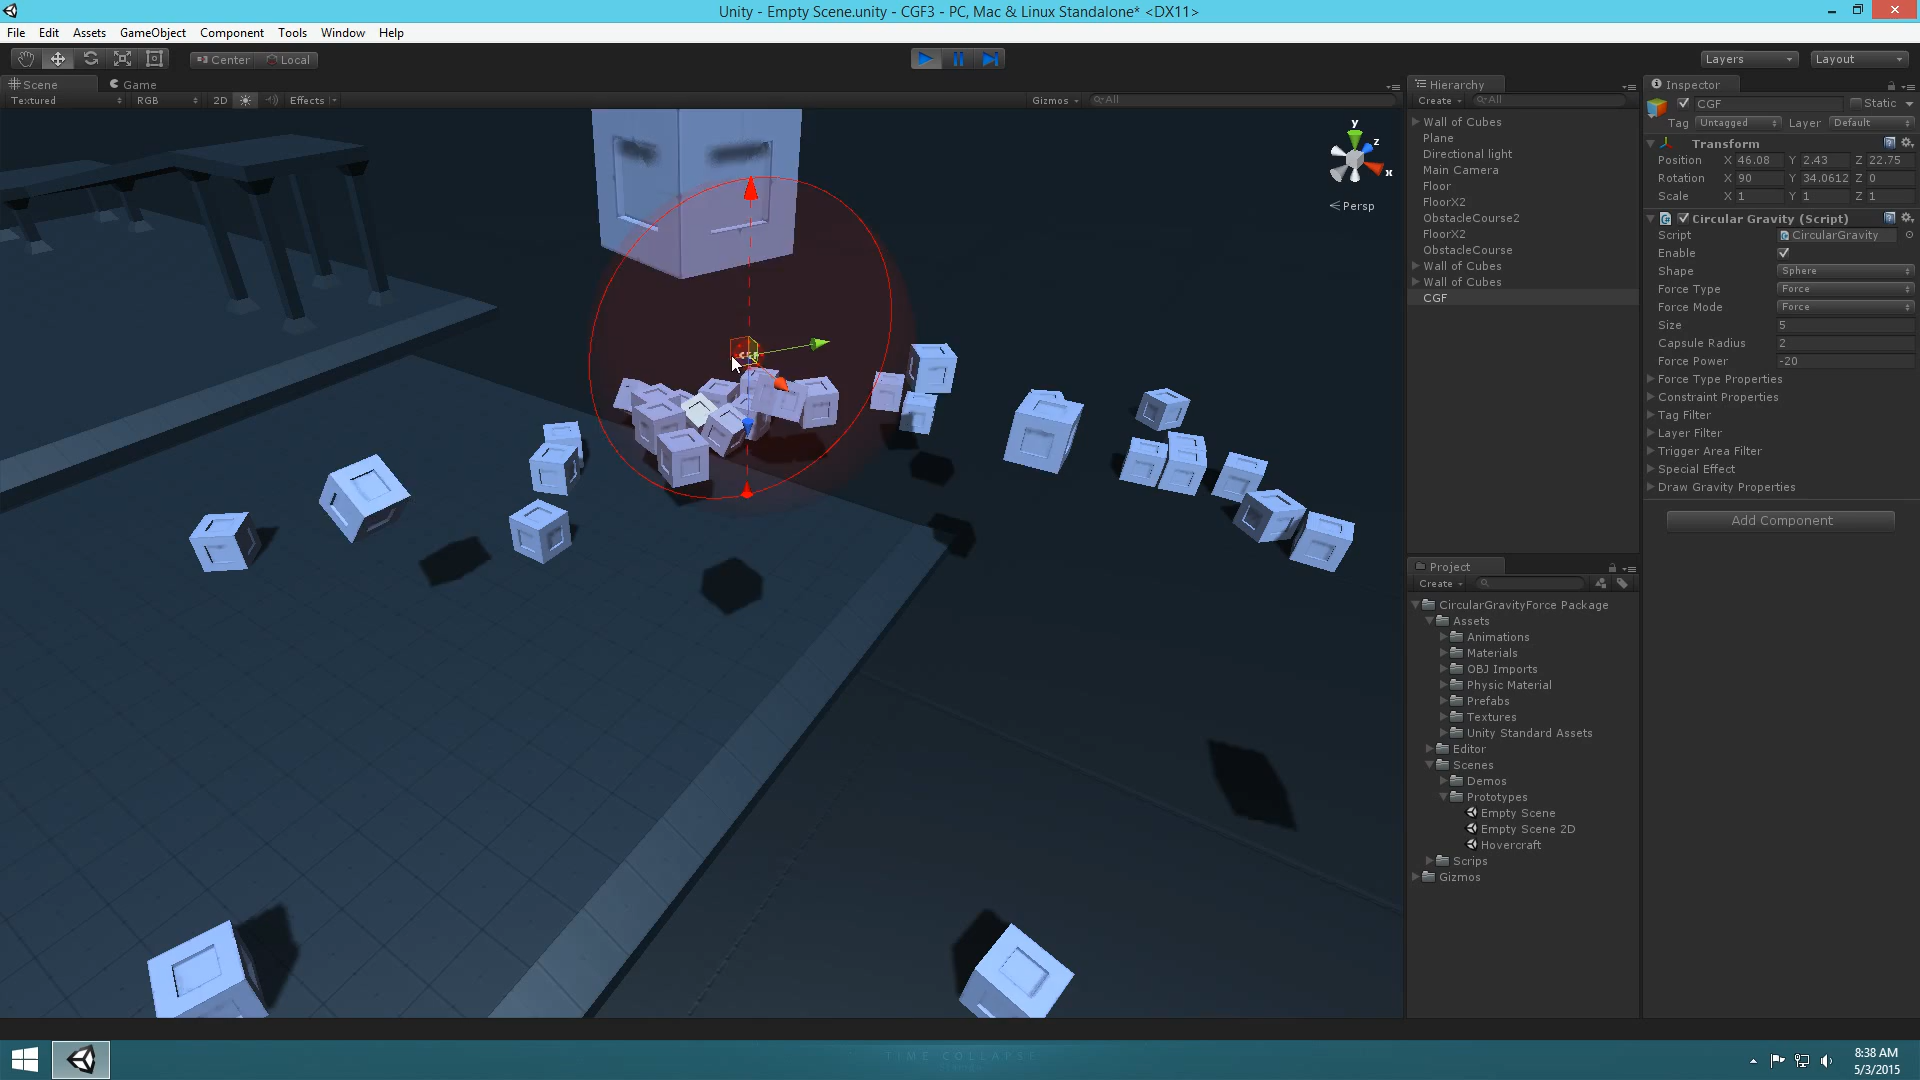 Unity - Empty Scene.unity - CGF3 - PC, Mac & Linux Standalone* <DX11>
File Edit Assets GameObject Component Tools Window Help
Center Local Layers Layout
Scene Game
Textured RGB 2D Effects Gizmos All
y
z
x
Persp
CGF
Hierarchy
Create All
Wall of Cubes
Plane
Directional light
Main Camera
Floor
FloorX2
ObstacleCourse2
FloorX2
ObstacleCourse
Wall of Cubes
Wall of Cubes
CGF
Project
Create
CircularGravityForce Package
Assets
Animations
Materials
OBJ Imports
Physic Material
Prefabs
Textures
Unity Standard Assets
Editor
Scenes
Demos
Prototypes
Empty Scene
Empty Scene 2D
Hovercraft
Scrips
Gizmos
Inspector
CGF Static
Tag Untagged Layer Default
Transform
Position X 46.08 Y 2.43 Z 22.75
Rotation X 90 Y 34.0612 Z 0
Scale X 1 Y 1 Z 1
Circular Gravity (Script)
Script CircularGravity
Enable
Shape Sphere
Force Type Force
Force Mode Force
Size 5
Capsule Radius 2
Force Power -20
Force Type Properties
Constraint Properties
Tag Filter
Layer Filter
Trigger Area Filter
Special Effect
Draw Gravity Properties
Add Component
TIME COLLAPSE
8:38 AM
5/3/2015